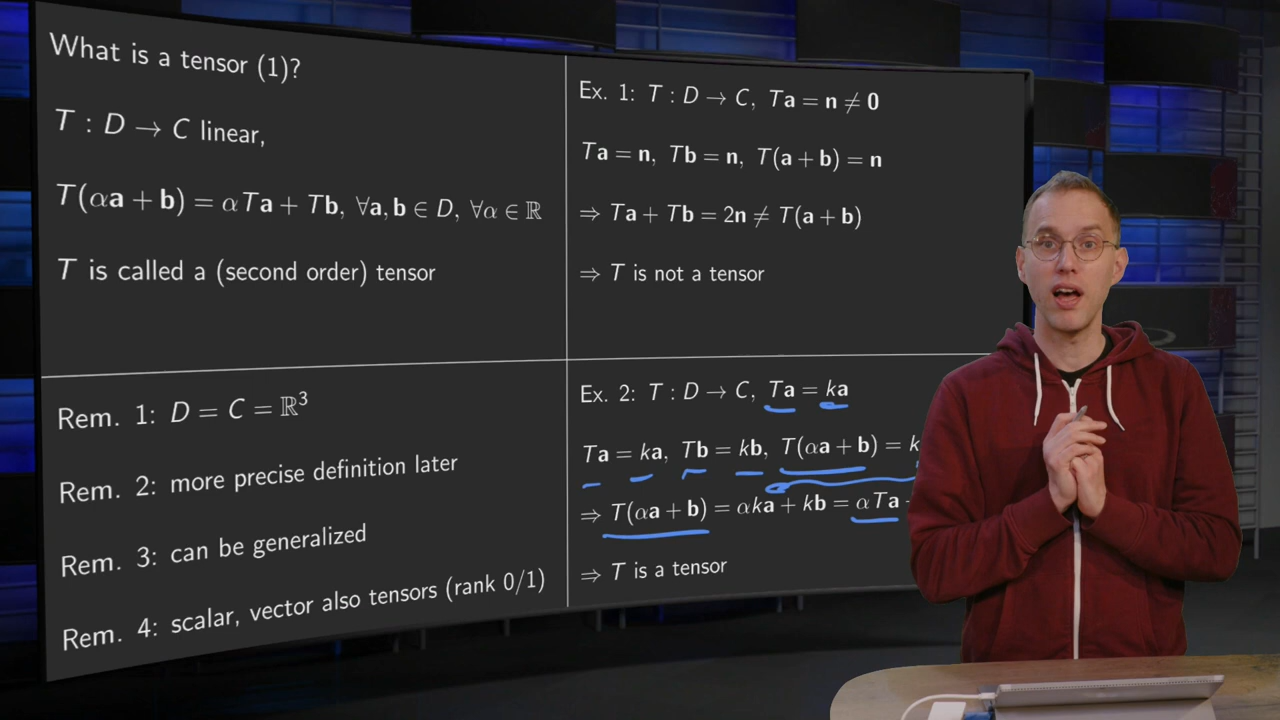 What is a tensor (1)?
T : D → C linear,
T(αa + b) = αTa + Tb, ∀a, b ∈ D, ∀α ∈ ℝ
T is called a (second order) tensor
Ex. 1: T : D → C, Ta = n ≠ 0
Ta = n, Tb = n, T(a + b) = n
⇒ Ta + Tb = 2n ≠ T(a + b)
⇒ T is not a tensor
Rem. 1: D = C = ℝ³
Rem. 2: more precise definition later
Rem. 3: can be generalized
Rem. 4: scalar, vector also tensors (rank 0/1)
Ex. 2: T : D → C, Ta = ka
Ta = ka, Tb = kb, T(αa + b) = k
⇒ T(αa + b) = αka + kb = αTa
⇒ T is a tensor